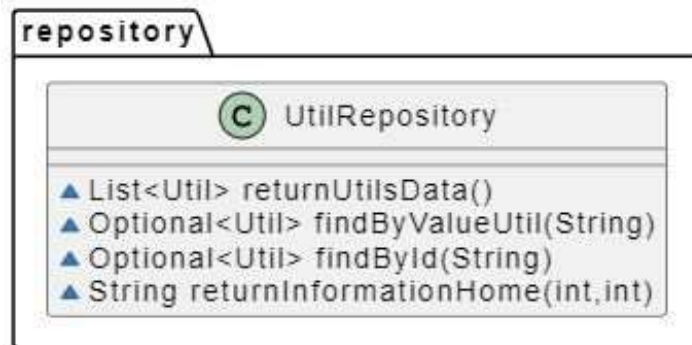 repository
C UtilRepository
List<Util> returnUtilsData()
Optional<Util> findByValueUtil(String)
Optional<Util> findById(String)
String returnInformationHome(int,int)